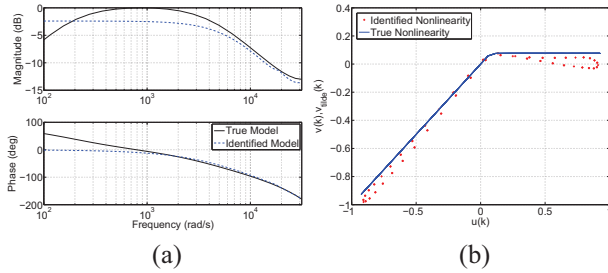 0
−5
−10
−15
Magnitude (dB)
10^2
10^3
10^4
100
0
−100
−200
Phase (deg)
True Model
Identified Model
10^2
10^3
10^4
Frequency (rad/s)
(a)
0.4
0.2
0
−0.2
−0.4
−0.6
−0.8
−1
v(k),v_tilde(k)
Identified Nonlinearity
True Nonlinearity
−1
−0.5
0
0.5
u(k)
(b)